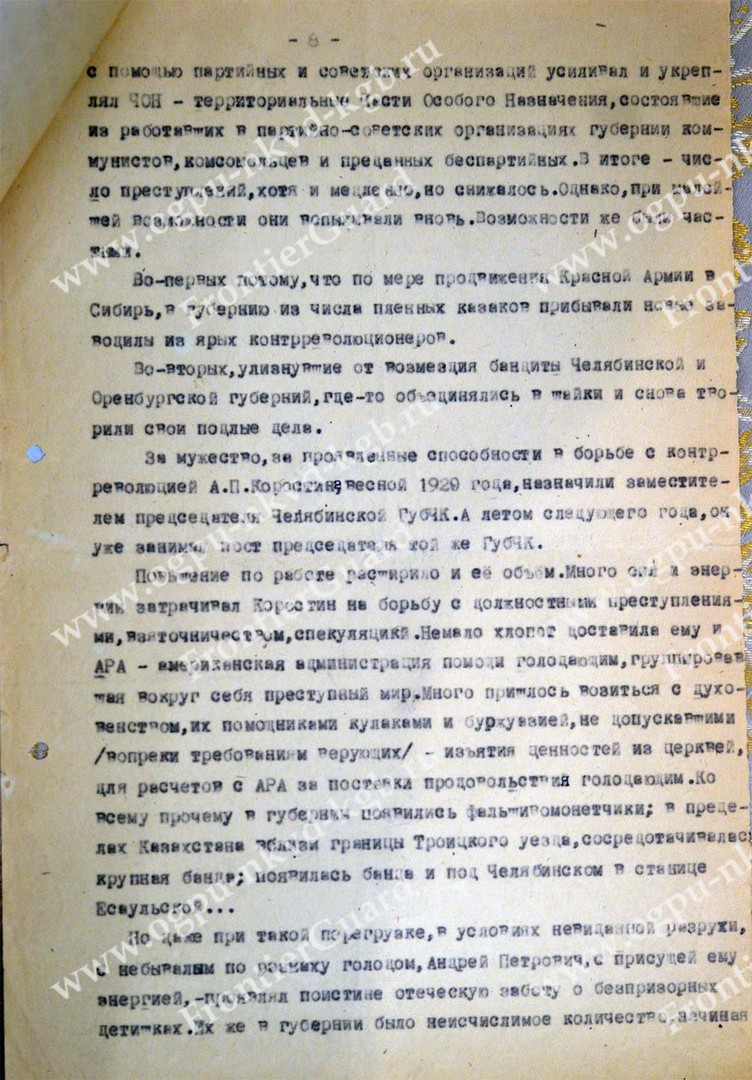 - 8 -
с помощью партийных и советских организаций усиливал и укреп-
лял ЧОН - территориальные Части Особого Назначения,состоявшие
из работавших в партийно-советских организациях губернии ком-
мунистов,комсомольцев и преданных беспартийных.В итоге - чис-
ло преступлений,хотя и медленно,но снижалось.Однако,при малей-
шей возможности они вспыхивали вновь.Возможности же были час-
тыми.
Во-первых потому,что по мере продвижения Красной Армии в
Сибирь,в губернию из числа пленных казаков прибывали новые за-
водилы из ярых контрреволюционеров.
Во-вторых,улизнувшие от возмездия бандиты Челябинской и
Оренбургской губерний,где-то объединялись в шайки и снова тво-
рили свои подлые дела.
За мужество,за проявленные способности в борьбе с контр-
революцией А.П.Коростин,весной 1920 года,назначили заместите-
лем председателя Челябинской ГубЧК.А летом следующего года,он
уже занимал пост председателя той же ГубЧК.
Повышение по работе расширило и её объём.Много сил и энер-
гии затрачивал Коростин на борьбу с должностными преступления-
ми,взяточничеством,спекуляцией.Немало хлопот доставила ему и
АРА - американская администрация помощи голодающим,группировав
шая вокруг себя преступный мир.Много пришлось возиться с духо-
венством,их помощниками кулаками и буржуазией,не допускавшими
/вопреки требованиям верующих/ - изъятия ценностей из церквей,
для расчетов с АРА за поставки продовольствия голодающим.Ко
всему прочему в губернии появились фальшивомонетчики; в преде-
лах Казахстана вблизи границы Троицкого уезда,сосредотачивалас
крупная банда; появилась банда и под Челябинском в станице
Есаульской...
Но даже при такой перегрузке,в условиях невиданной разрухи,
с небывалым по размаху голодом,Андрей Петрович,с присущей ему
энергией,-проявлял поистине отеческую заботу о безпризорных
детишках.Их же в губернии было неисчислимое количество,начиная
www.ogpu-nkvd-kgb.ru
FrontierGuard